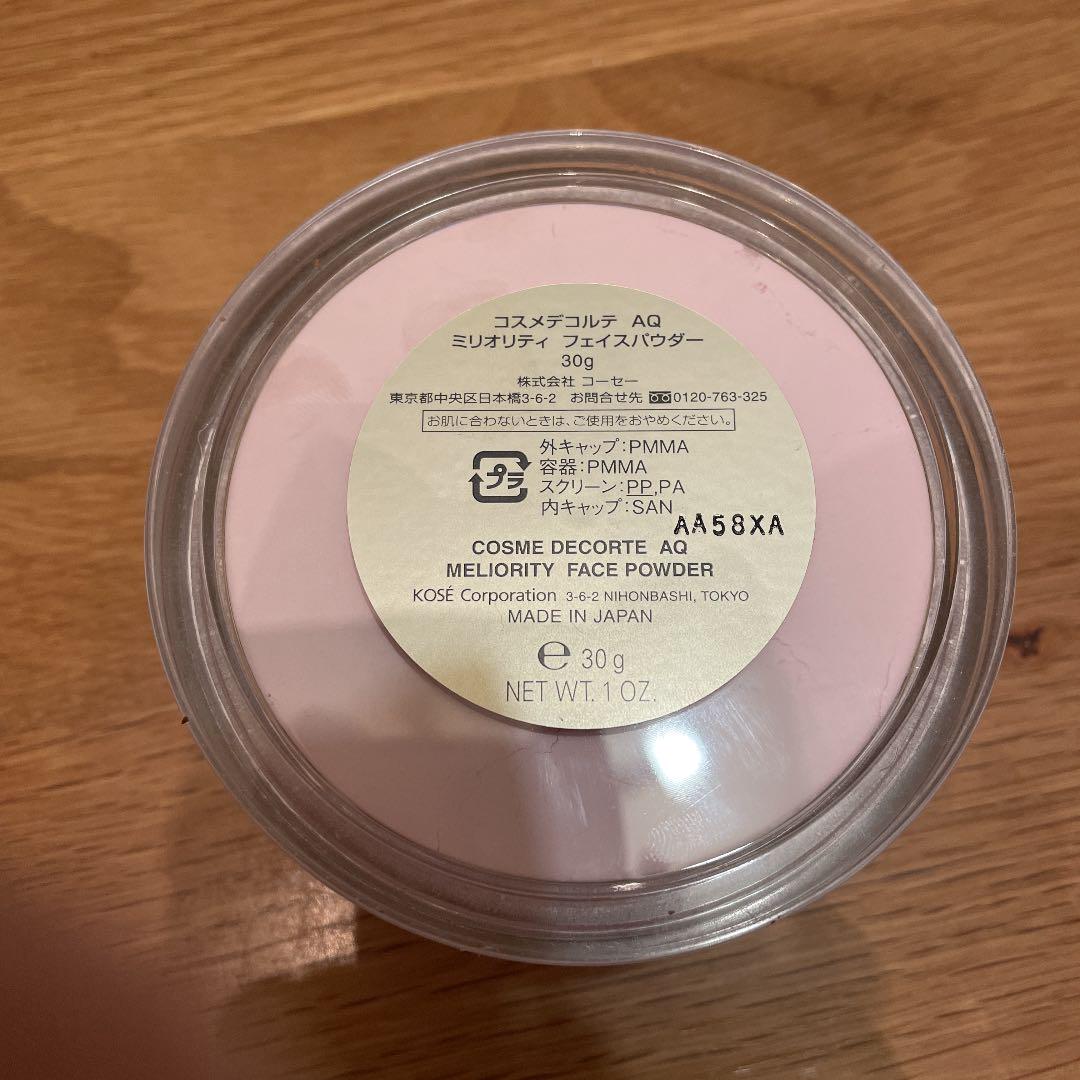 コスメデコルテ AQ
ミリオリティ フェイスパウダー
30g
株式会社 コーセー
東京都中央区日本橋3-6-2 お問合せ先 0120-763-325
お肌に合わないときは、ご使用をおやめください。
プラ
外キャップ:PMMA
容器:PMMA
スクリーン:PP,PA
内キャップ:SAN
AA58XA
COSME DECORTE AQ
MELIORITY FACE POWDER
KOSÉ Corporation 3-6-2 NIHONBASHI, TOKYO
MADE IN JAPAN
℮ 30g
NET WT. 1 OZ.